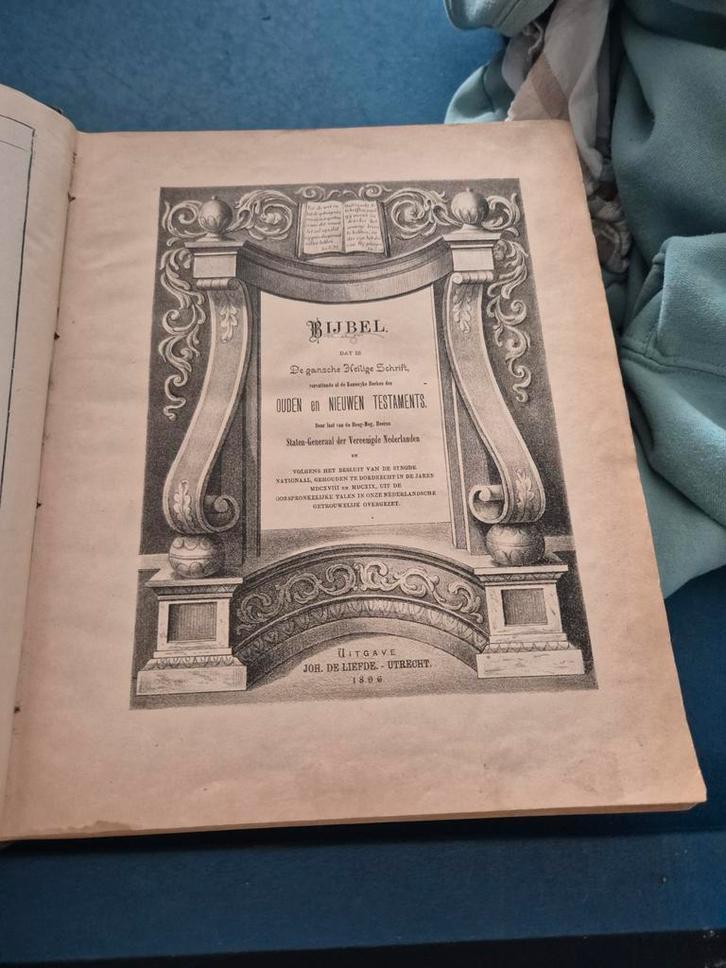 BIJBEL.
DAT IS
De gansche Heilige Schrift,
vervattende al de Kanonyke Boeken des
OUDEN en NIEUWEN TESTAMENTS.
Door last van de Hoog-Mog. Heeren
Staten-Generaal der Vereenigde Nederlanden
EN
VOLGENS HET BESLUIT VAN DE SYNODE
NATIONAAL, GEHOUDEN TE DORDRECHT IN DE JAREN
MDCXVIII EN MDCXIX, UIT DE
OORSPRONKELIJKE TALEN IN ONZE NEDERLANDSCHE
GETROUWELIJK OVERGEZET.
UITGAVE
JOH. DE LIEFDE. - UTRECHT.
1896